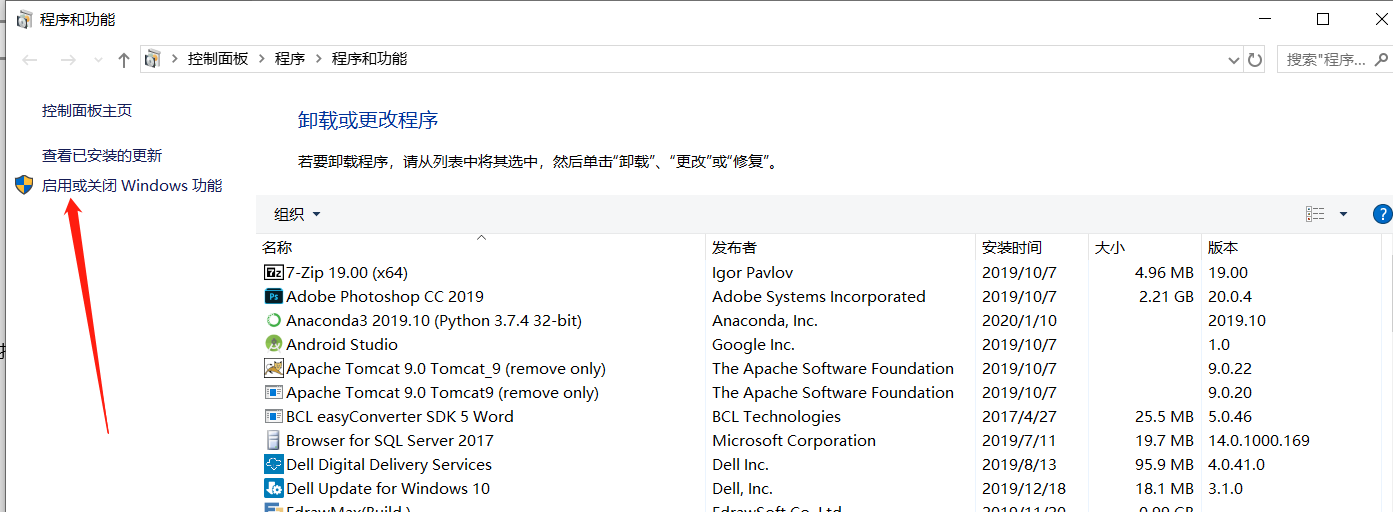 程序和功能
控制面板 > 程序 > 程序和功能
搜索"程序...
控制面板主页
查看已安装的更新
启用或关闭 Windows 功能
卸载或更改程序
若要卸载程序，请从列表中将其选中，然后单击“卸载”、“更改”或“修复”。
组织
名称 发布者 安装时间 大小 版本
7-Zip 19.00 (x64) Igor Pavlov 2019/10/7 4.96 MB 19.00
Adobe Photoshop CC 2019 Adobe Systems Incorporated 2019/10/7 2.21 GB 20.0.4
Anaconda3 2019.10 (Python 3.7.4 32-bit) Anaconda, Inc. 2020/1/10 2019.10
Android Studio Google Inc. 2019/10/7 1.0
Apache Tomcat 9.0 Tomcat_9 (remove only) The Apache Software Foundation 2019/10/7 9.0.22
Apache Tomcat 9.0 Tomcat9 (remove only) The Apache Software Foundation 2019/10/7 9.0.20
BCL easyConverter SDK 5 Word BCL Technologies 2017/4/27 25.5 MB 5.0.46
Browser for SQL Server 2017 Microsoft Corporation 2019/7/11 19.7 MB 14.0.1000.169
Dell Digital Delivery Services Dell Inc. 2019/8/13 95.9 MB 4.0.41.0
Dell Update for Windows 10 Dell, Inc. 2019/12/18 18.1 MB 3.1.0